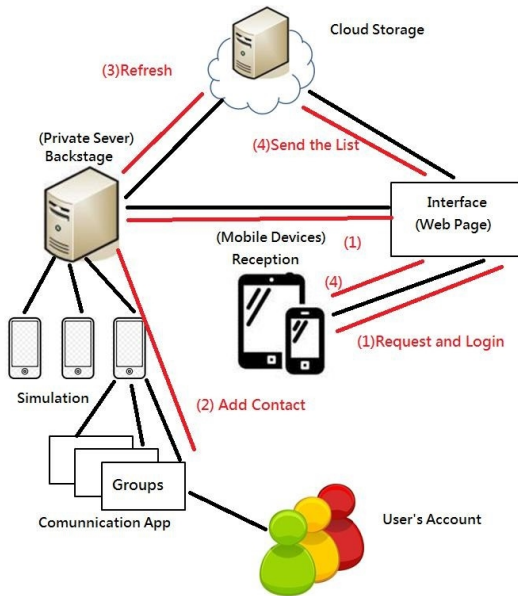 Cloud Storage
(3)Refresh
(Private Sever)
Backstage
(4)Send the List
Interface
(Web Page)
(Mobile Devices)
Reception
(1)
(4)
(1)Request and Login
Simulation
(2) Add Contact
Groups
Comunnication App
User's Account